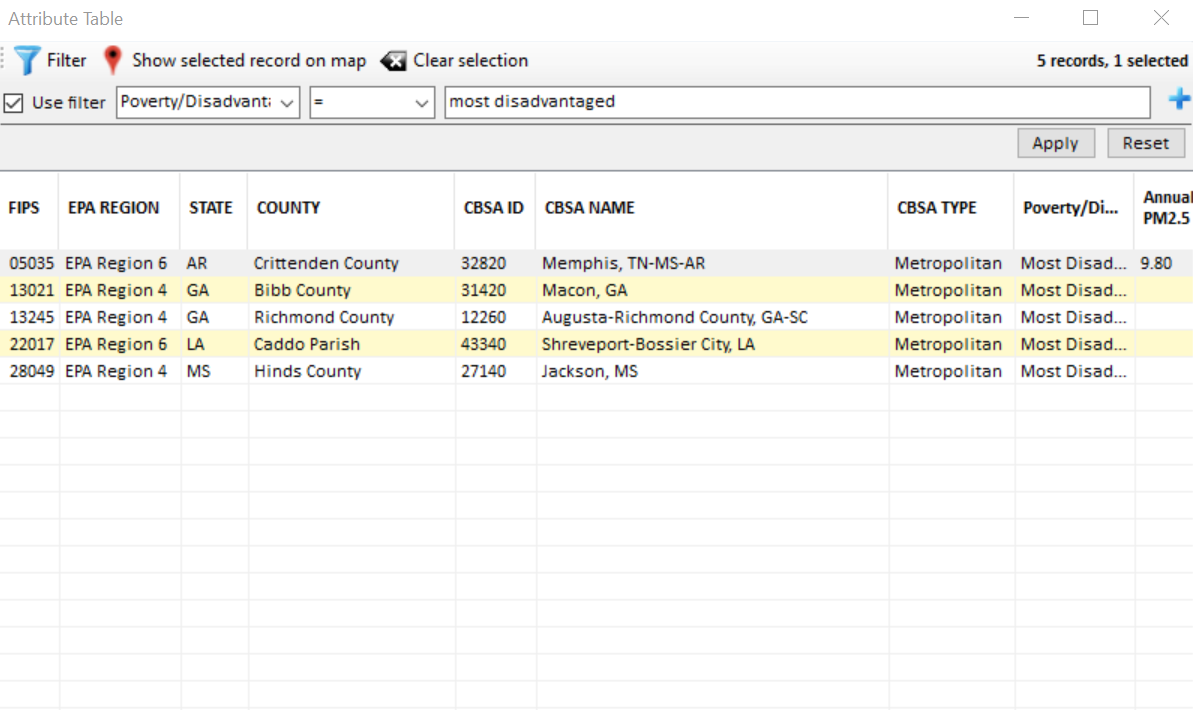 Attribute Table
Filter Show selected record on map Clear selection 5 records, 1 selected
Use filter Poverty/Disadvanta = most disadvantaged
Apply Reset
FIPS EPA REGION STATE COUNTY CBSA ID CBSA NAME CBSA TYPE Poverty/Di... Annual PM2.5
05035 EPA Region 6 AR Crittenden County 32820 Memphis, TN-MS-AR Metropolitan Most Disad... 9.80
13021 EPA Region 4 GA Bibb County 31420 Macon, GA Metropolitan Most Disad...
13245 EPA Region 4 GA Richmond County 12260 Augusta-Richmond County, GA-SC Metropolitan Most Disad...
22017 EPA Region 6 LA Caddo Parish 43340 Shreveport-Bossier City, LA Metropolitan Most Disad...
28049 EPA Region 4 MS Hinds County 27140 Jackson, MS Metropolitan Most Disad...